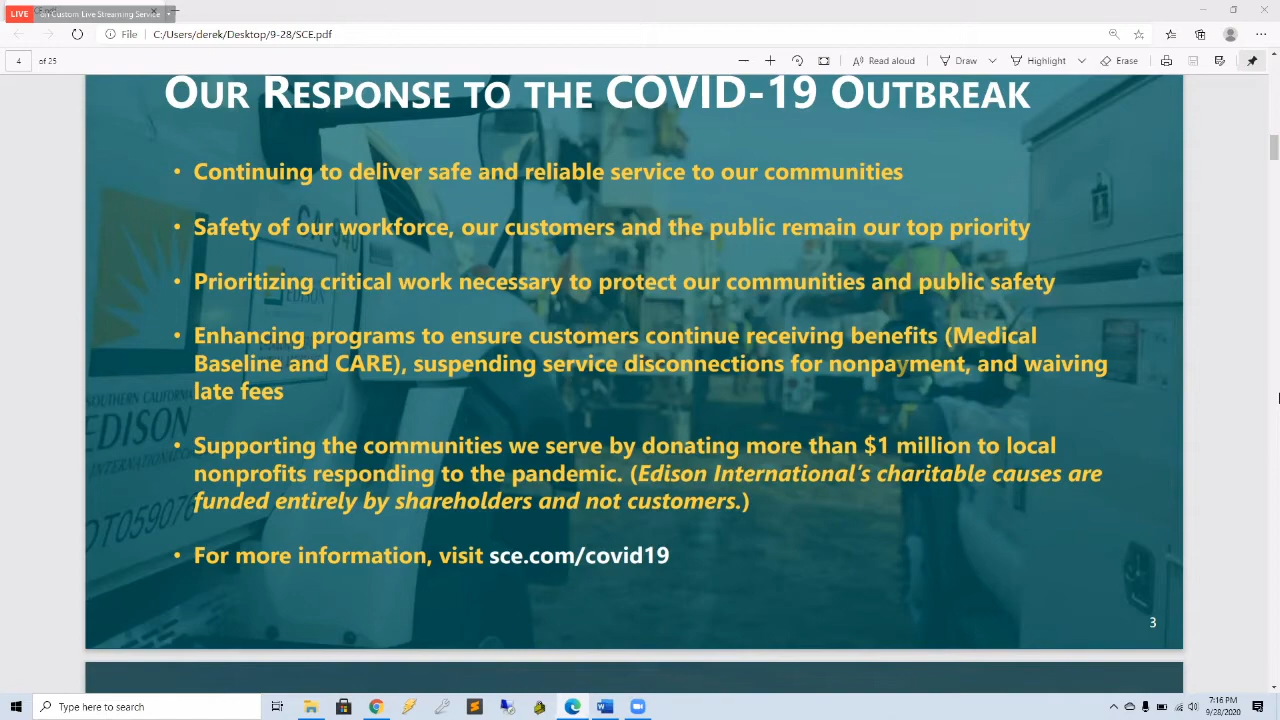 LIVE on Custom Live Streaming Service
File C:/Users/derek/Desktop/9-28/SCE.pdf
4 of 25
Read aloud
Draw
Highlight
Erase
OUR RESPONSE TO THE COVID-19 OUTBREAK
• Continuing to deliver safe and reliable service to our communities
• Safety of our workforce, our customers and the public remain our top priority
• Prioritizing critical work necessary to protect our communities and public safety
• Enhancing programs to ensure customers continue receiving benefits (Medical
Baseline and CARE), suspending service disconnections for nonpayment, and waiving
late fees
• Supporting the communities we serve by donating more than $1 million to local
nonprofits responding to the pandemic. (Edison International’s charitable causes are
funded entirely by shareholders and not customers.)
• For more information, visit sce.com/covid19
SOUTHERN CALIFORNIA
EDISON
3
Type here to search
7:16 PM
9/28/2020